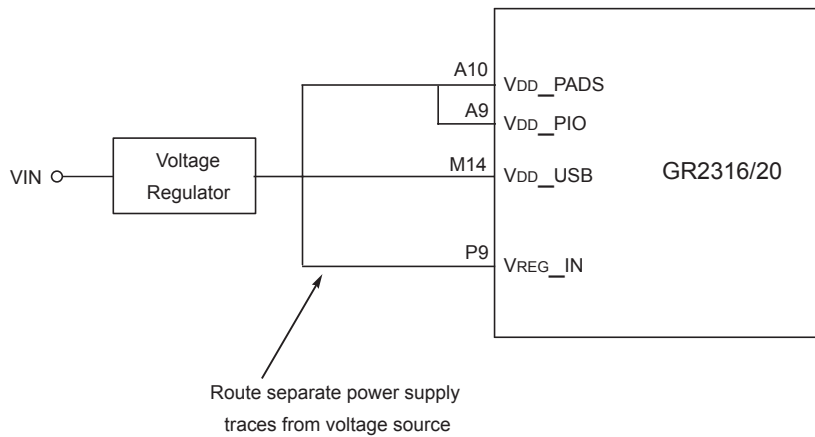 A10
VDD_PADS
A9
VDD_PIO
Voltage
Regulator
VIN
M14
VDD_USB
GR2316/20
P9
VREG_IN
Route separate power supply
traces from voltage source